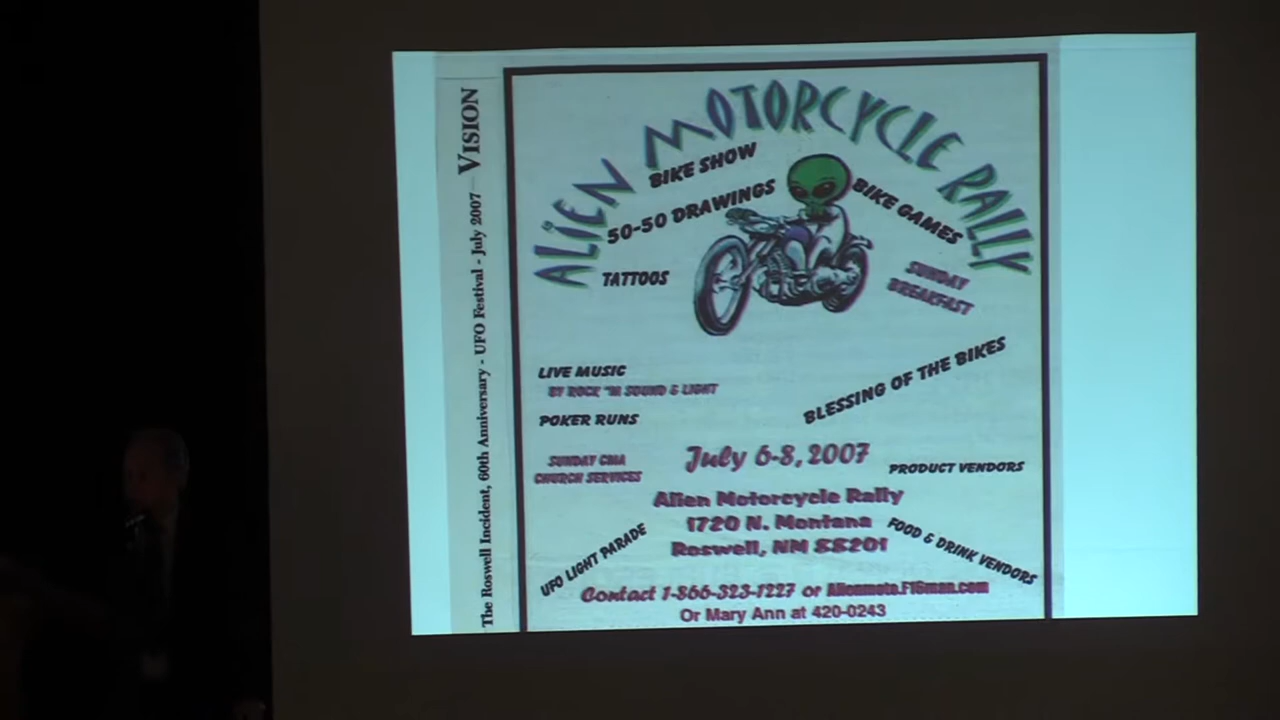 The Roswell Incident, 60th Anniversary - UFO Festival - July 2007 VISION
ALIEN MOTORCYCLE RALLY
BIKE SHOW
50-50 DRAWINGS
BIKE GAMES
TATTOOS
SUNDAY
BREAKFAST
LIVE MUSIC
BY ROCK "M SOUND & LIGHT
BLESSING OF THE BIKES
POKER RUNS
SUNDAY CMA
CHURCH SERVICES
July 6-8, 2007
PRODUCT VENDORS
Alien Motorcycle Rally
1720 N. Montana
Roswell, NM 88201
UFO LIGHT PARADE
FOOD & DRINK VENDORS
Contact 1-866-323-1227 or Alienmoto.F16man.com
Or Mary Ann at 420-0243